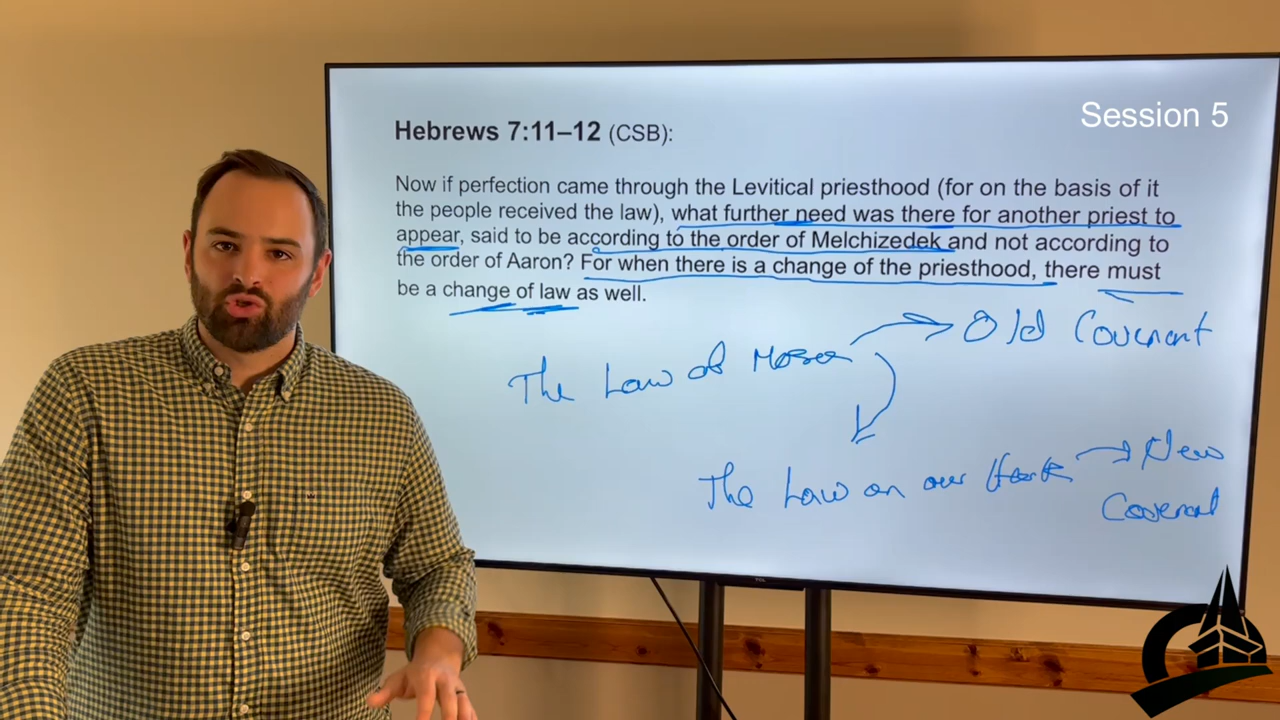 Session 5
Hebrews 7:11–12 (CSB):
Now if perfection came through the Levitical priesthood (for on the basis of it
the people received the law), what further need was there for another priest to
appear, said to be according to the order of Melchizedek and not according to
the order of Aaron? For when there is a change of the priesthood, there must
be a change of law as well.
The Law of Moses
Old Covenant
The Law on our
New
Covenant
TCL